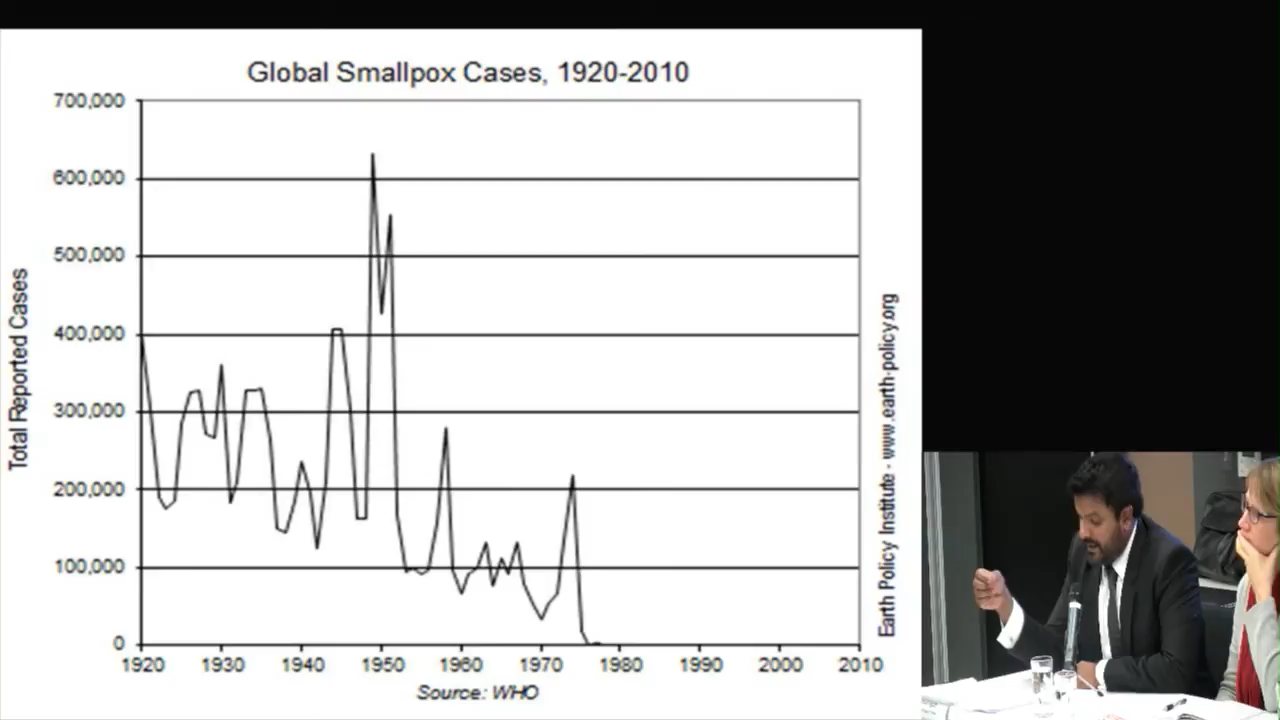 Global Smallpox Cases, 1920-2010
700,000
600,000
500,000
400,000
300,000
200,000
100,000
0
Total Reported Cases
1920 1930 1940 1950 1960 1970 1980 1990 2000 2010
Source: WHO
Earth Policy Institute - www.earth-policy.org